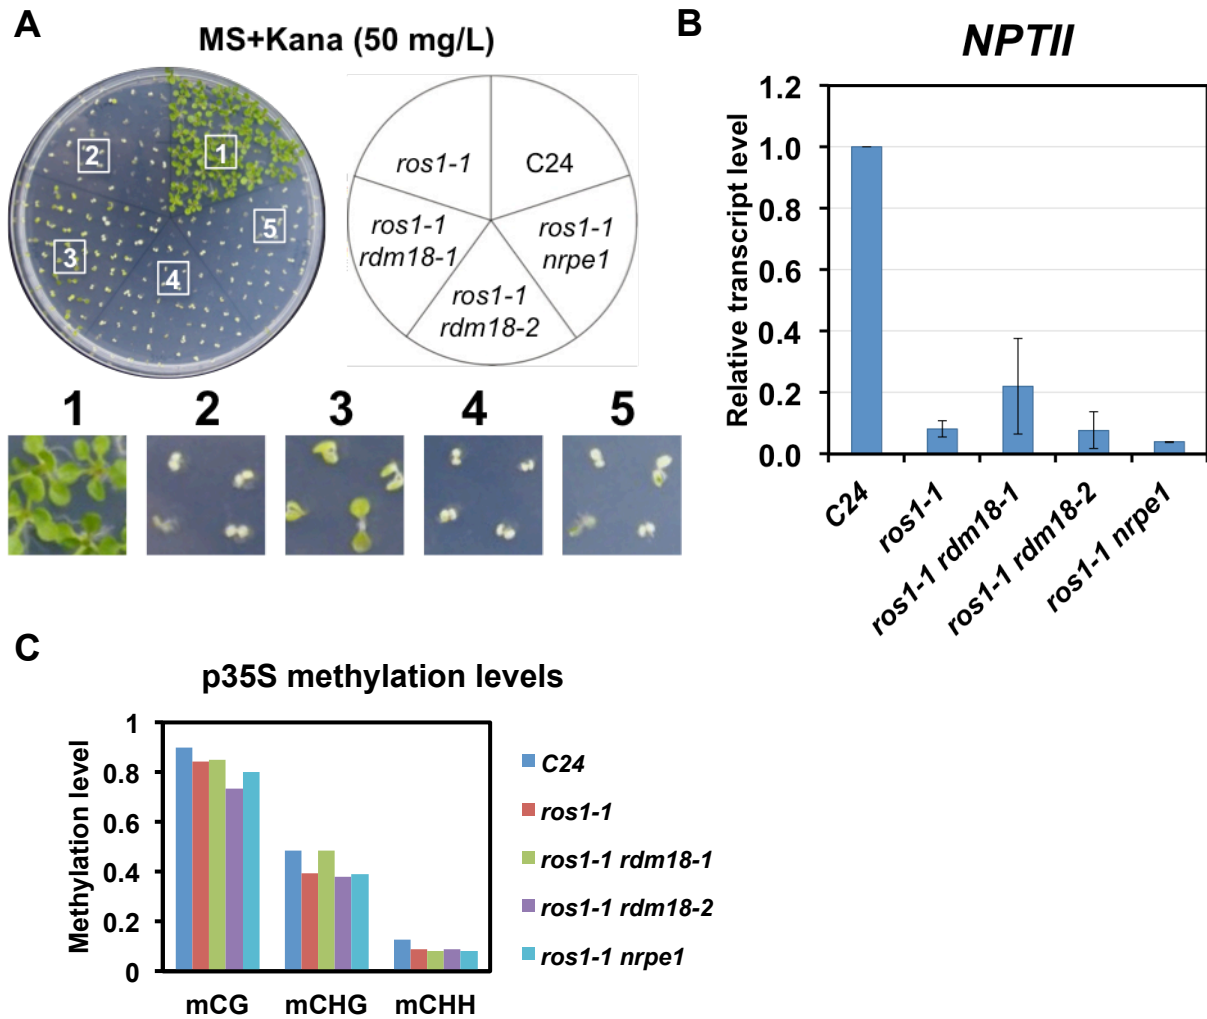 A
MS+Kana (50 mg/L)
1
2
3
4
5
ros1-1
C24
ros1-1
rdm18-1
ros1-1
nrpe1
ros1-1
rdm18-2
1 2 3 4 5
B
NPTII
Relative transcript level
1.2
1.0
0.8
0.6
0.4
0.2
0.0
C24
ros1-1
ros1-1 rdm18-1
ros1-1 rdm18-2
ros1-1 nrpe1
C
p35S methylation levels
Methylation level
1
0.8
0.6
0.4
0.2
0
mCG mCHG mCHH
C24
ros1-1
ros1-1 rdm18-1
ros1-1 rdm18-2
ros1-1 nrpe1